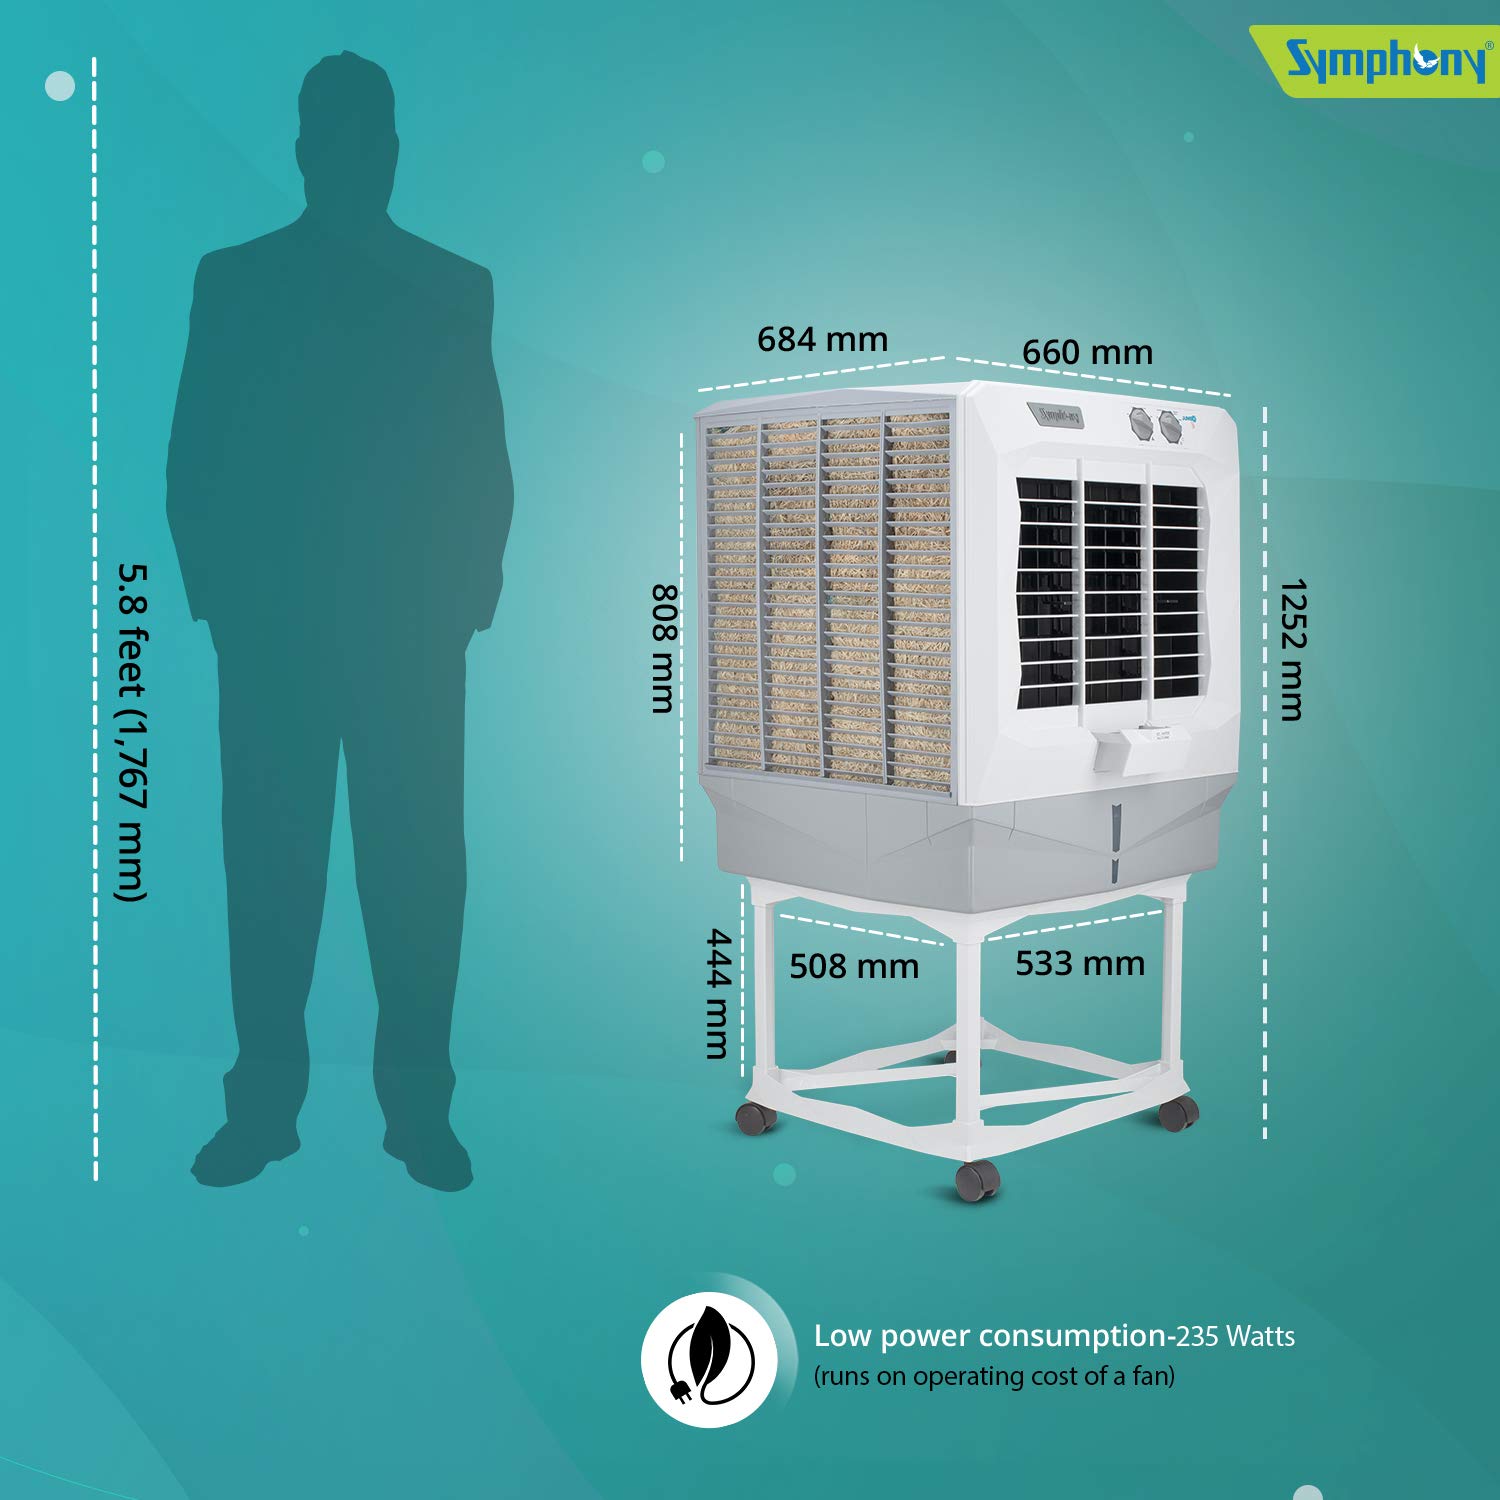 Symphony®
684 mm
660 mm
Symphony
808 mm
1252 mm
5.8 feet (1,767 mm)
508 mm
533 mm
444 mm
Low power consumption-235 Watts
(runs on operating cost of a fan)